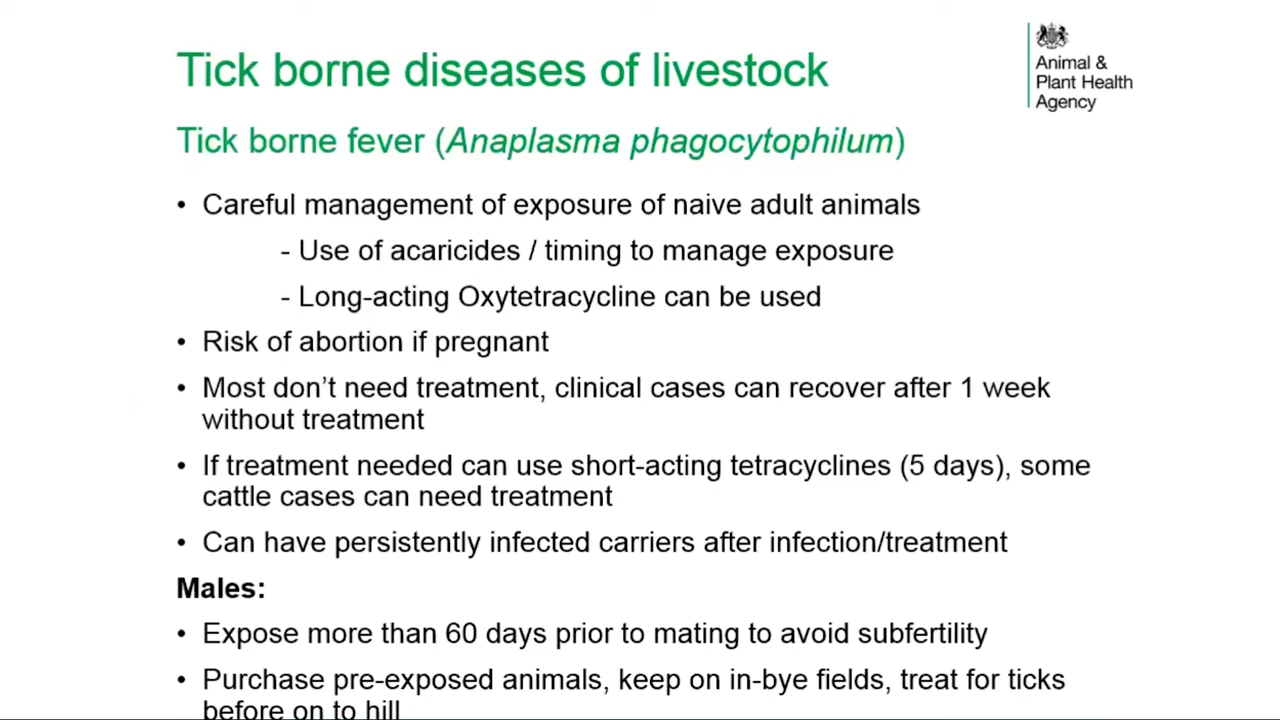 Tick borne diseases of livestock
Animal &
Plant Health
Agency
Tick borne fever (Anaplasma phagocytophilum)
• Careful management of exposure of naive adult animals
- Use of acaricides / timing to manage exposure
- Long-acting Oxytetracycline can be used
• Risk of abortion if pregnant
• Most don’t need treatment, clinical cases can recover after 1 week
without treatment
• If treatment needed can use short-acting tetracyclines (5 days), some
cattle cases can need treatment
• Can have persistently infected carriers after infection/treatment
Males:
• Expose more than 60 days prior to mating to avoid subfertility
• Purchase pre-exposed animals, keep on in-bye fields, treat for ticks
before on to hill